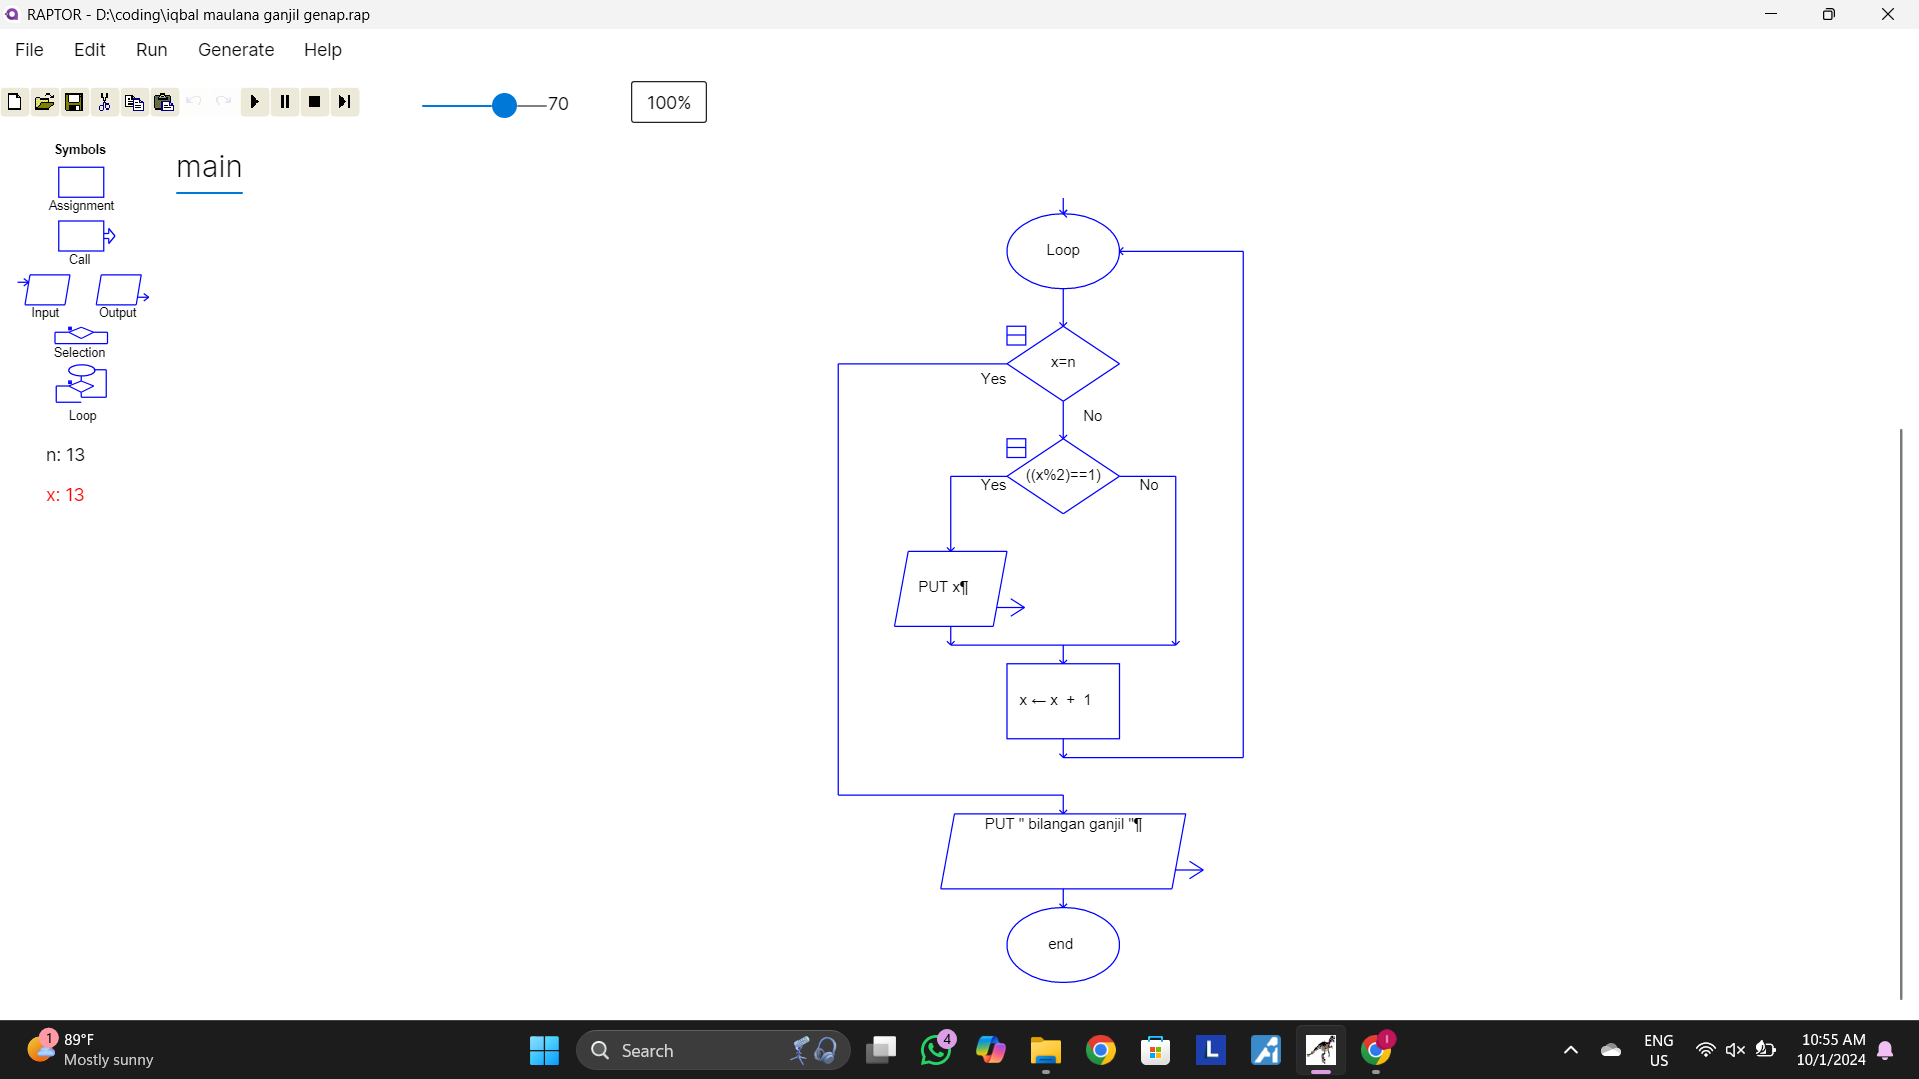 RAPTOR - D:\coding\iqbal maulana ganjil genap.rap
File Edit Run Generate Help
70 100%
Symbols
Assignment
Call
Input Output
Selection
Loop
n: 13
x: 13
main
Loop
x=n
Yes
No
((x%2)==1)
Yes No
PUT x¶
x ← x + 1
PUT " bilangan ganjil "¶
end
1 89°F
Mostly sunny
Search
4
L
I
ENG
US
10:55 AM
10/1/2024